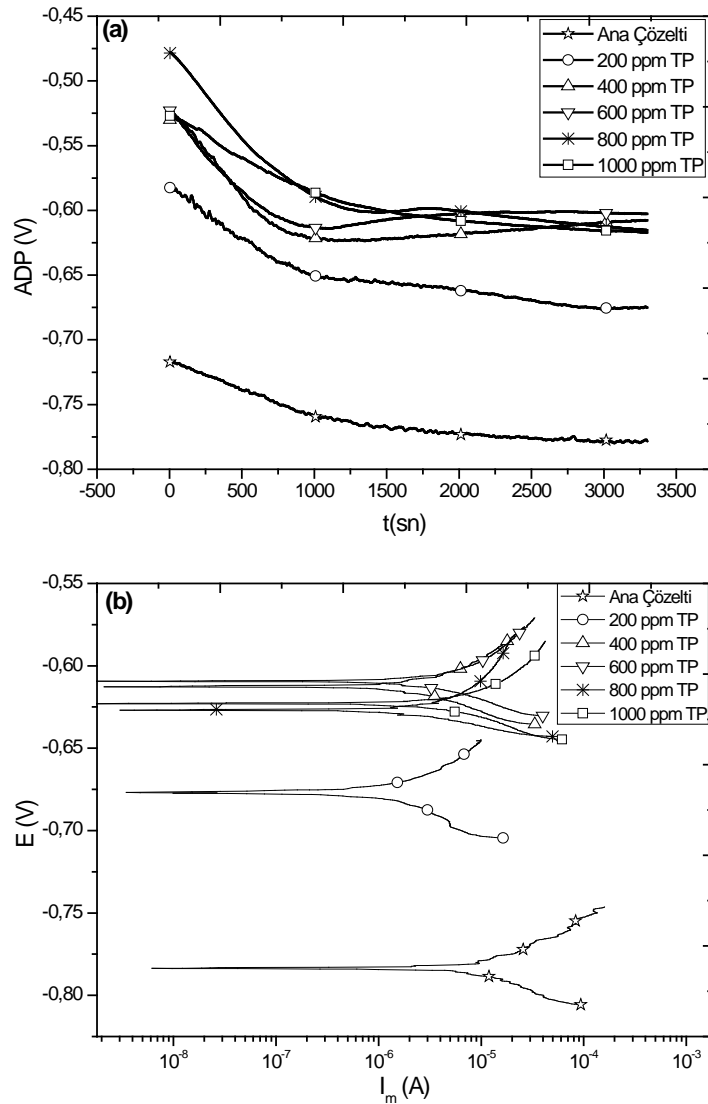 (a)
Ana Çözelti
200 ppm TP
400 ppm TP
600 ppm TP
800 ppm TP
1000 ppm TP
-0,45
-0,50
-0,55
-0,60
-0,65
-0,70
-0,75
-0,80
ADP (V)
-500 0 500 1000 1500 2000 2500 3000 3500
t(sn)
(b)
Ana Çözelti
200 ppm TP
400 ppm TP
600 ppm TP
800 ppm TP
1000 ppm TP
-0,55
-0,60
-0,65
-0,70
-0,75
-0,80
E (V)
10⁻⁸ 10⁻⁷ 10⁻⁶ 10⁻⁵ 10⁻⁴ 10⁻³
Iₘ (A)